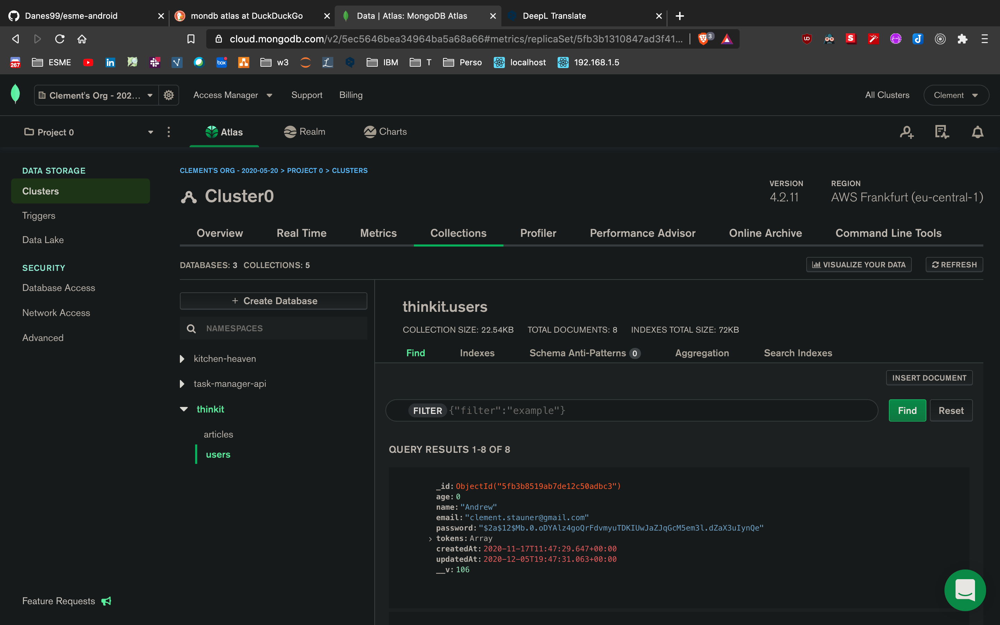 Danes99/esme-android
mondb atlas at DuckDuckGo
Data | Atlas: MongoDB Atlas
DeepL Translate
cloud.mongodb.com/v2/5ec5646bea34964ba5a68a66#metrics/replicaSet/5fb3b1310847ad3f41...
3
267
ESME
box
w3
IBM
T
Perso
localhost
192.168.1.5
Clement's Org - 202...
Access Manager
Support
Billing
All Clusters
Clement
Project 0
Atlas
Realm
Charts
DATA STORAGE
Clusters
Triggers
Data Lake
SECURITY
Database Access
Network Access
Advanced
Feature Requests
CLEMENT'S ORG - 2020-05-20 > PROJECT 0 > CLUSTERS
Cluster0
VERSION
4.2.11
REGION
AWS Frankfurt (eu-central-1)
Overview
Real Time
Metrics
Collections
Profiler
Performance Advisor
Online Archive
Command Line Tools
DATABASES: 3 COLLECTIONS: 5
VISUALIZE YOUR DATA
REFRESH
+ Create Database
NAMESPACES
kitchen-heaven
task-manager-api
thinkit
articles
users
thinkit.users
COLLECTION SIZE: 22.54KB TOTAL DOCUMENTS: 8 INDEXES TOTAL SIZE: 72KB
Find
Indexes
Schema Anti-Patterns 0
Aggregation
Search Indexes
INSERT DOCUMENT
FILTER {"filter":"example"}
Find
Reset
QUERY RESULTS 1-8 OF 8
_id: ObjectId("5fb3b8519ab7de12c50adbc3")
age: 0
name: "Andrew"
email: "clement.stauner@gmail.com"
password: "$2a$12$Mb.0.oDYAlz4goQrFdvmyuTDKIUwJaZJqGcM5em3l.dZaX3uIynQe"
> tokens: Array
createdAt: 2020-11-17T11:47:29.647+00:00
updatedAt: 2020-12-05T19:47:31.063+00:00
__v: 106